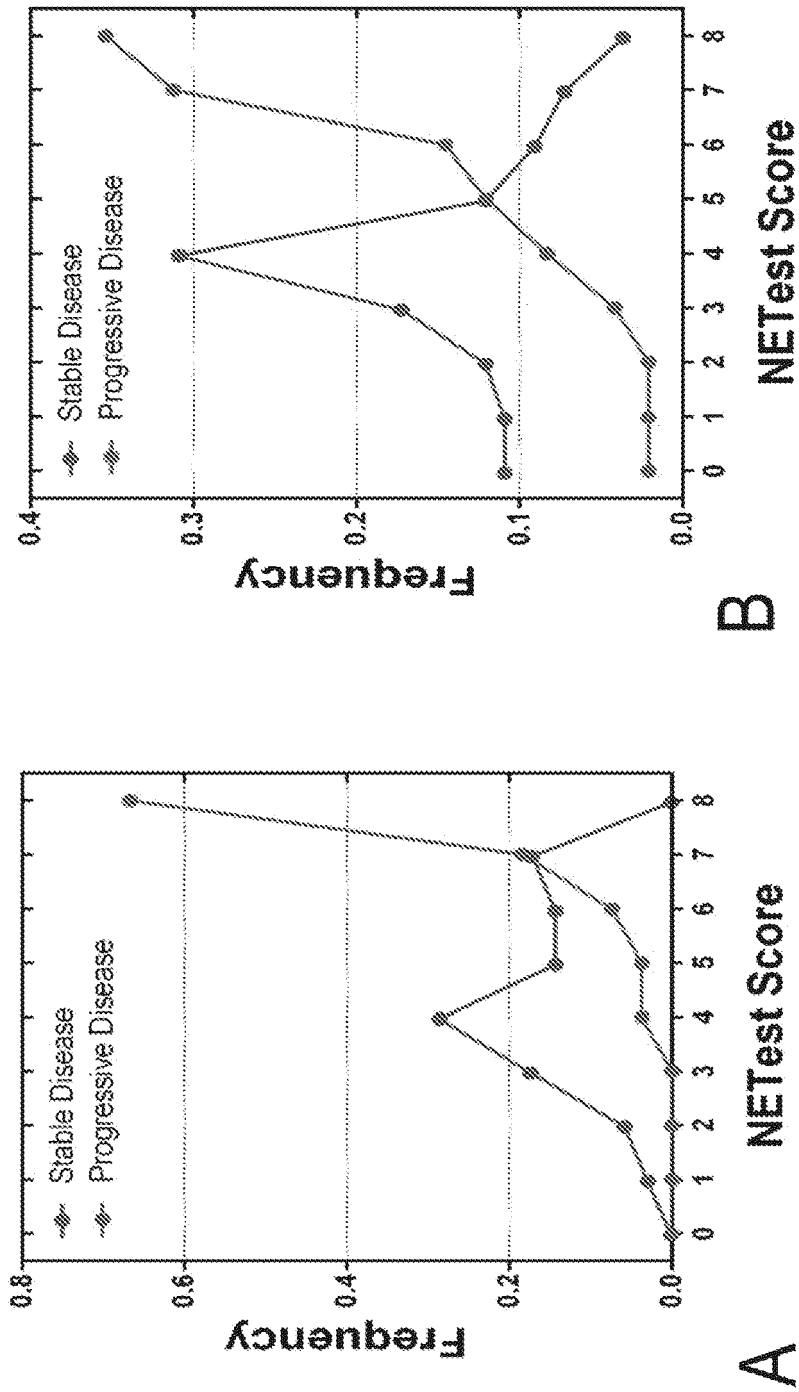 A
Frequency
0.8
0.6
0.4
0.2
0.0
Stable Disease
Progressive Disease
0 1 2 3 4 5 6 7 8
NETest Score
B
Frequency
0.4
0.3
0.2
0.1
0.0
Stable Disease
Progressive Disease
0 1 2 3 4 5 6 7 8
NETest Score